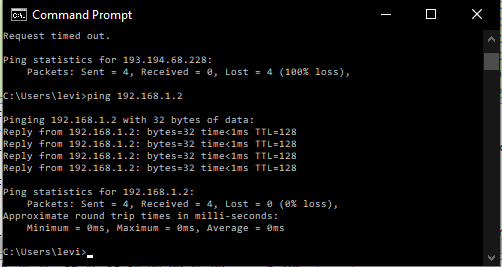 Command Prompt
Request timed out.
Ping statistics for 193.194.68.228:
Packets: Sent = 4, Received = 0, Lost = 4 (100% loss),
C:\Users\levi>ping 192.168.1.2
Pinging 192.168.1.2 with 32 bytes of data:
Reply from 192.168.1.2: bytes=32 time<1ms TTL=128
Reply from 192.168.1.2: bytes=32 time<1ms TTL=128
Reply from 192.168.1.2: bytes=32 time<1ms TTL=128
Reply from 192.168.1.2: bytes=32 time<1ms TTL=128
Ping statistics for 192.168.1.2:
Packets: Sent = 4, Received = 4, Lost = 0 (0% loss),
Approximate round trip times in milli-seconds:
Minimum = 0ms, Maximum = 0ms, Average = 0ms
C:\Users\levi>